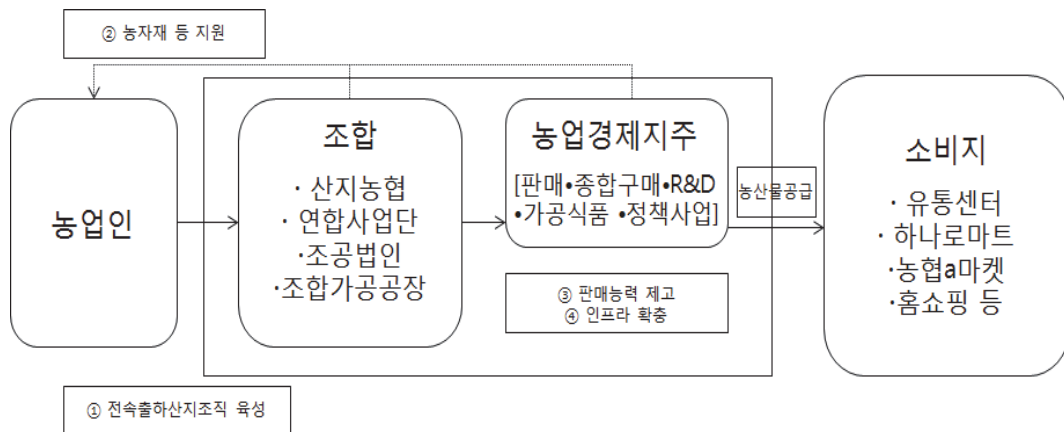 ② 농자재 등 지원
농업인
조합
· 산지농협
· 연합사업단
·조공법인
·조합가공공장
농업경제지주
[판매•종합구매•R&D
•가공식품 •정책사업]
③ 판매능력 제고
④ 인프라 확충
농산물공급
소비지
· 유통센터
· 하나로마트
·농협a마켓
·홈쇼핑 등
① 전속출하산지조직 육성